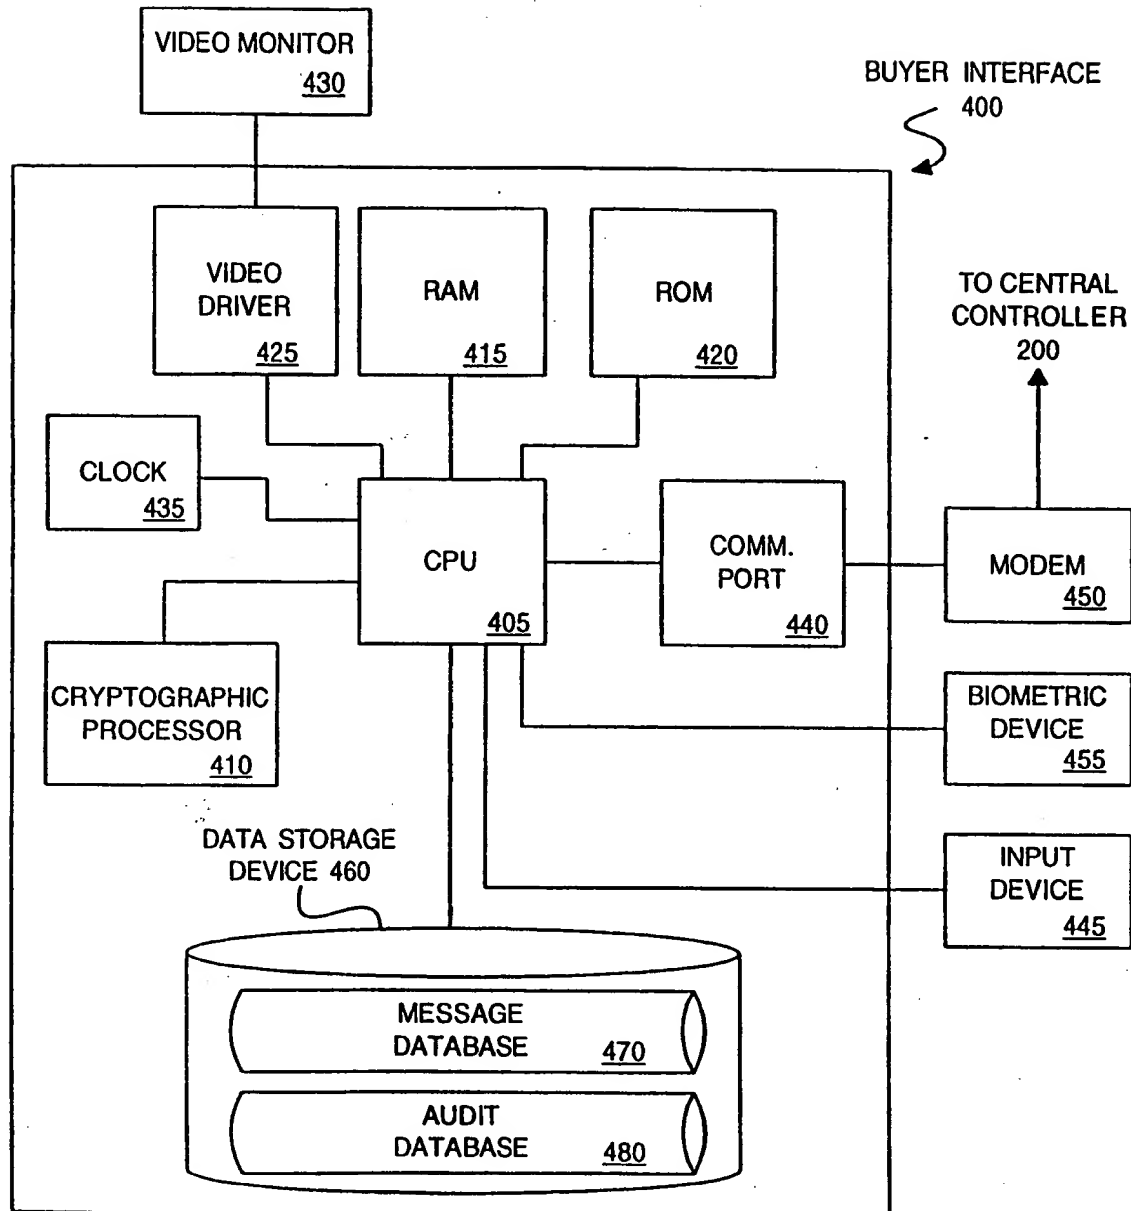 VIDEO MONITOR
430
BUYER INTERFACE
400
VIDEO
DRIVER
425
RAM
415
ROM
420
TO CENTRAL
CONTROLLER
200
CLOCK
435
CPU
405
COMM.
PORT
440
MODEM
450
CRYPTOGRAPHIC
PROCESSOR
410
BIOMETRIC
DEVICE
455
DATA STORAGE
DEVICE 460
INPUT
DEVICE
445
MESSAGE
DATABASE 470
AUDIT
DATABASE 480